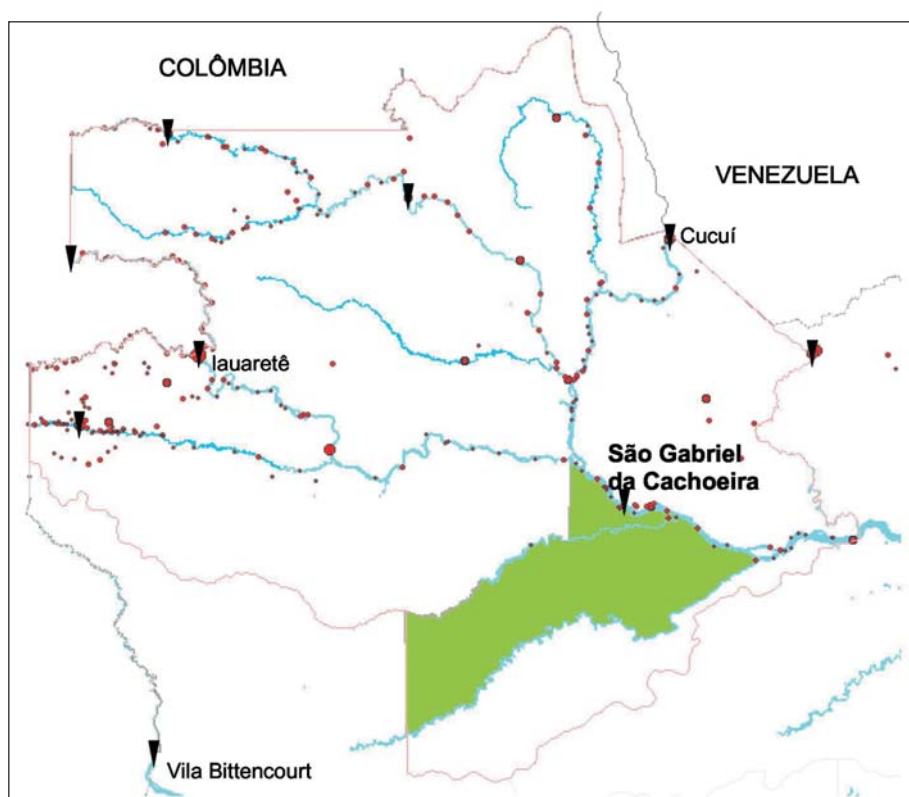 COLÔMBIA
VENEZUELA
Cucuí
Iauaretê
São Gabriel
da Cachoeira
Vila Bittencourt